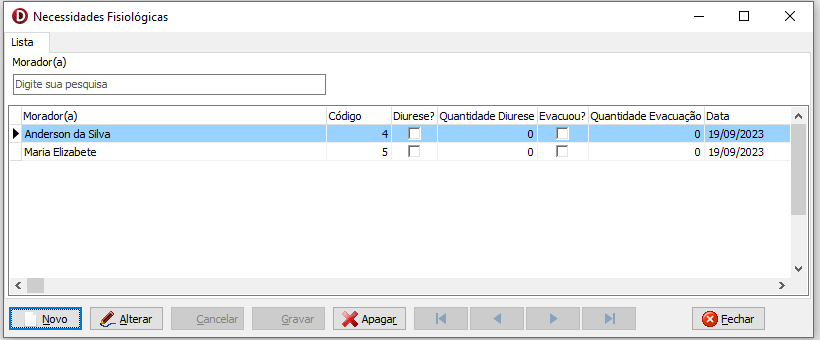 Necessidades Fisiológicas
Lista
Morador(a)
Digite sua pesquisa
Morador(a) Código Diurese? Quantidade Diurese Evacuou? Quantidade Evacuação Data
Anderson da Silva 4 0 0 19/09/2023
Maria Elizabete 5 0 0 19/09/2023
Novo Alterar Cancelar Gravar Apagar Fechar